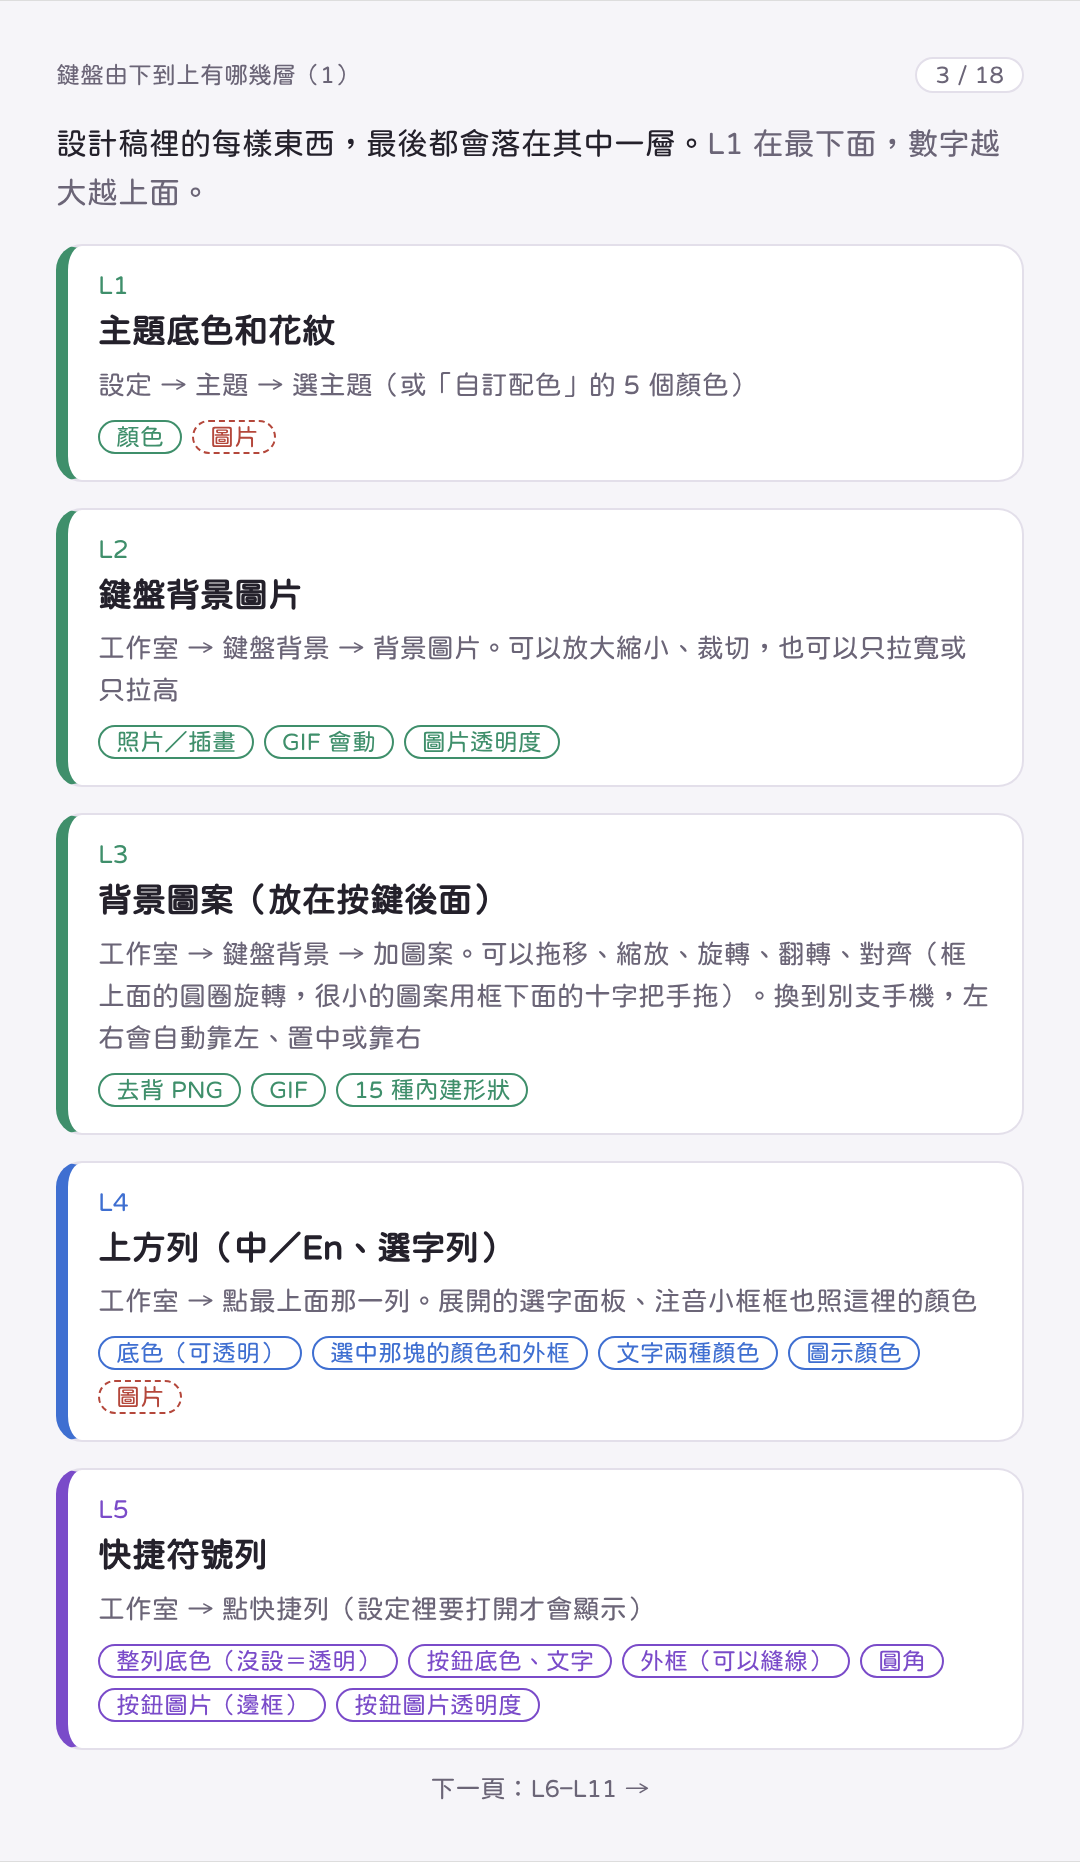 鍵盤由下到上有哪幾層（1）
3 / 18
設計稿裡的每樣東西，最後都會落在其中一層。L1 在最下面，數字越
大越上面。
L1
主題底色和花紋
設定 → 主題 → 選主題（或「自訂配色」的 5 個顏色）
顏色 圖片
L2
鍵盤背景圖片
工作室 → 鍵盤背景 → 背景圖片。可以放大縮小、裁切，也可以只拉寬或
只拉高
照片／插畫 GIF 會動 圖片透明度
L3
背景圖案（放在按鍵後面）
工作室 → 鍵盤背景 → 加圖案。可以拖移、縮放、旋轉、翻轉、對齊（框
上面的圓圈旋轉，很小的圖案用框下面的十字把手拖）。換到別支手機，左
右會自動靠左、置中或靠右
去背 PNG GIF 15 種內建形狀
L4
上方列（中／En、選字列）
工作室 → 點最上面那一列。展開的選字面板、注音小框框也照這裡的顏色
底色（可透明） 選中那塊的顏色和外框 文字兩種顏色 圖示顏色
圖片
L5
快捷符號列
工作室 → 點快捷列（設定裡要打開才會顯示）
整列底色（沒設＝透明） 按鈕底色、文字 外框（可以縫線） 圓角
按鈕圖片（邊框） 按鈕圖片透明度
下一頁：L6–L11 →